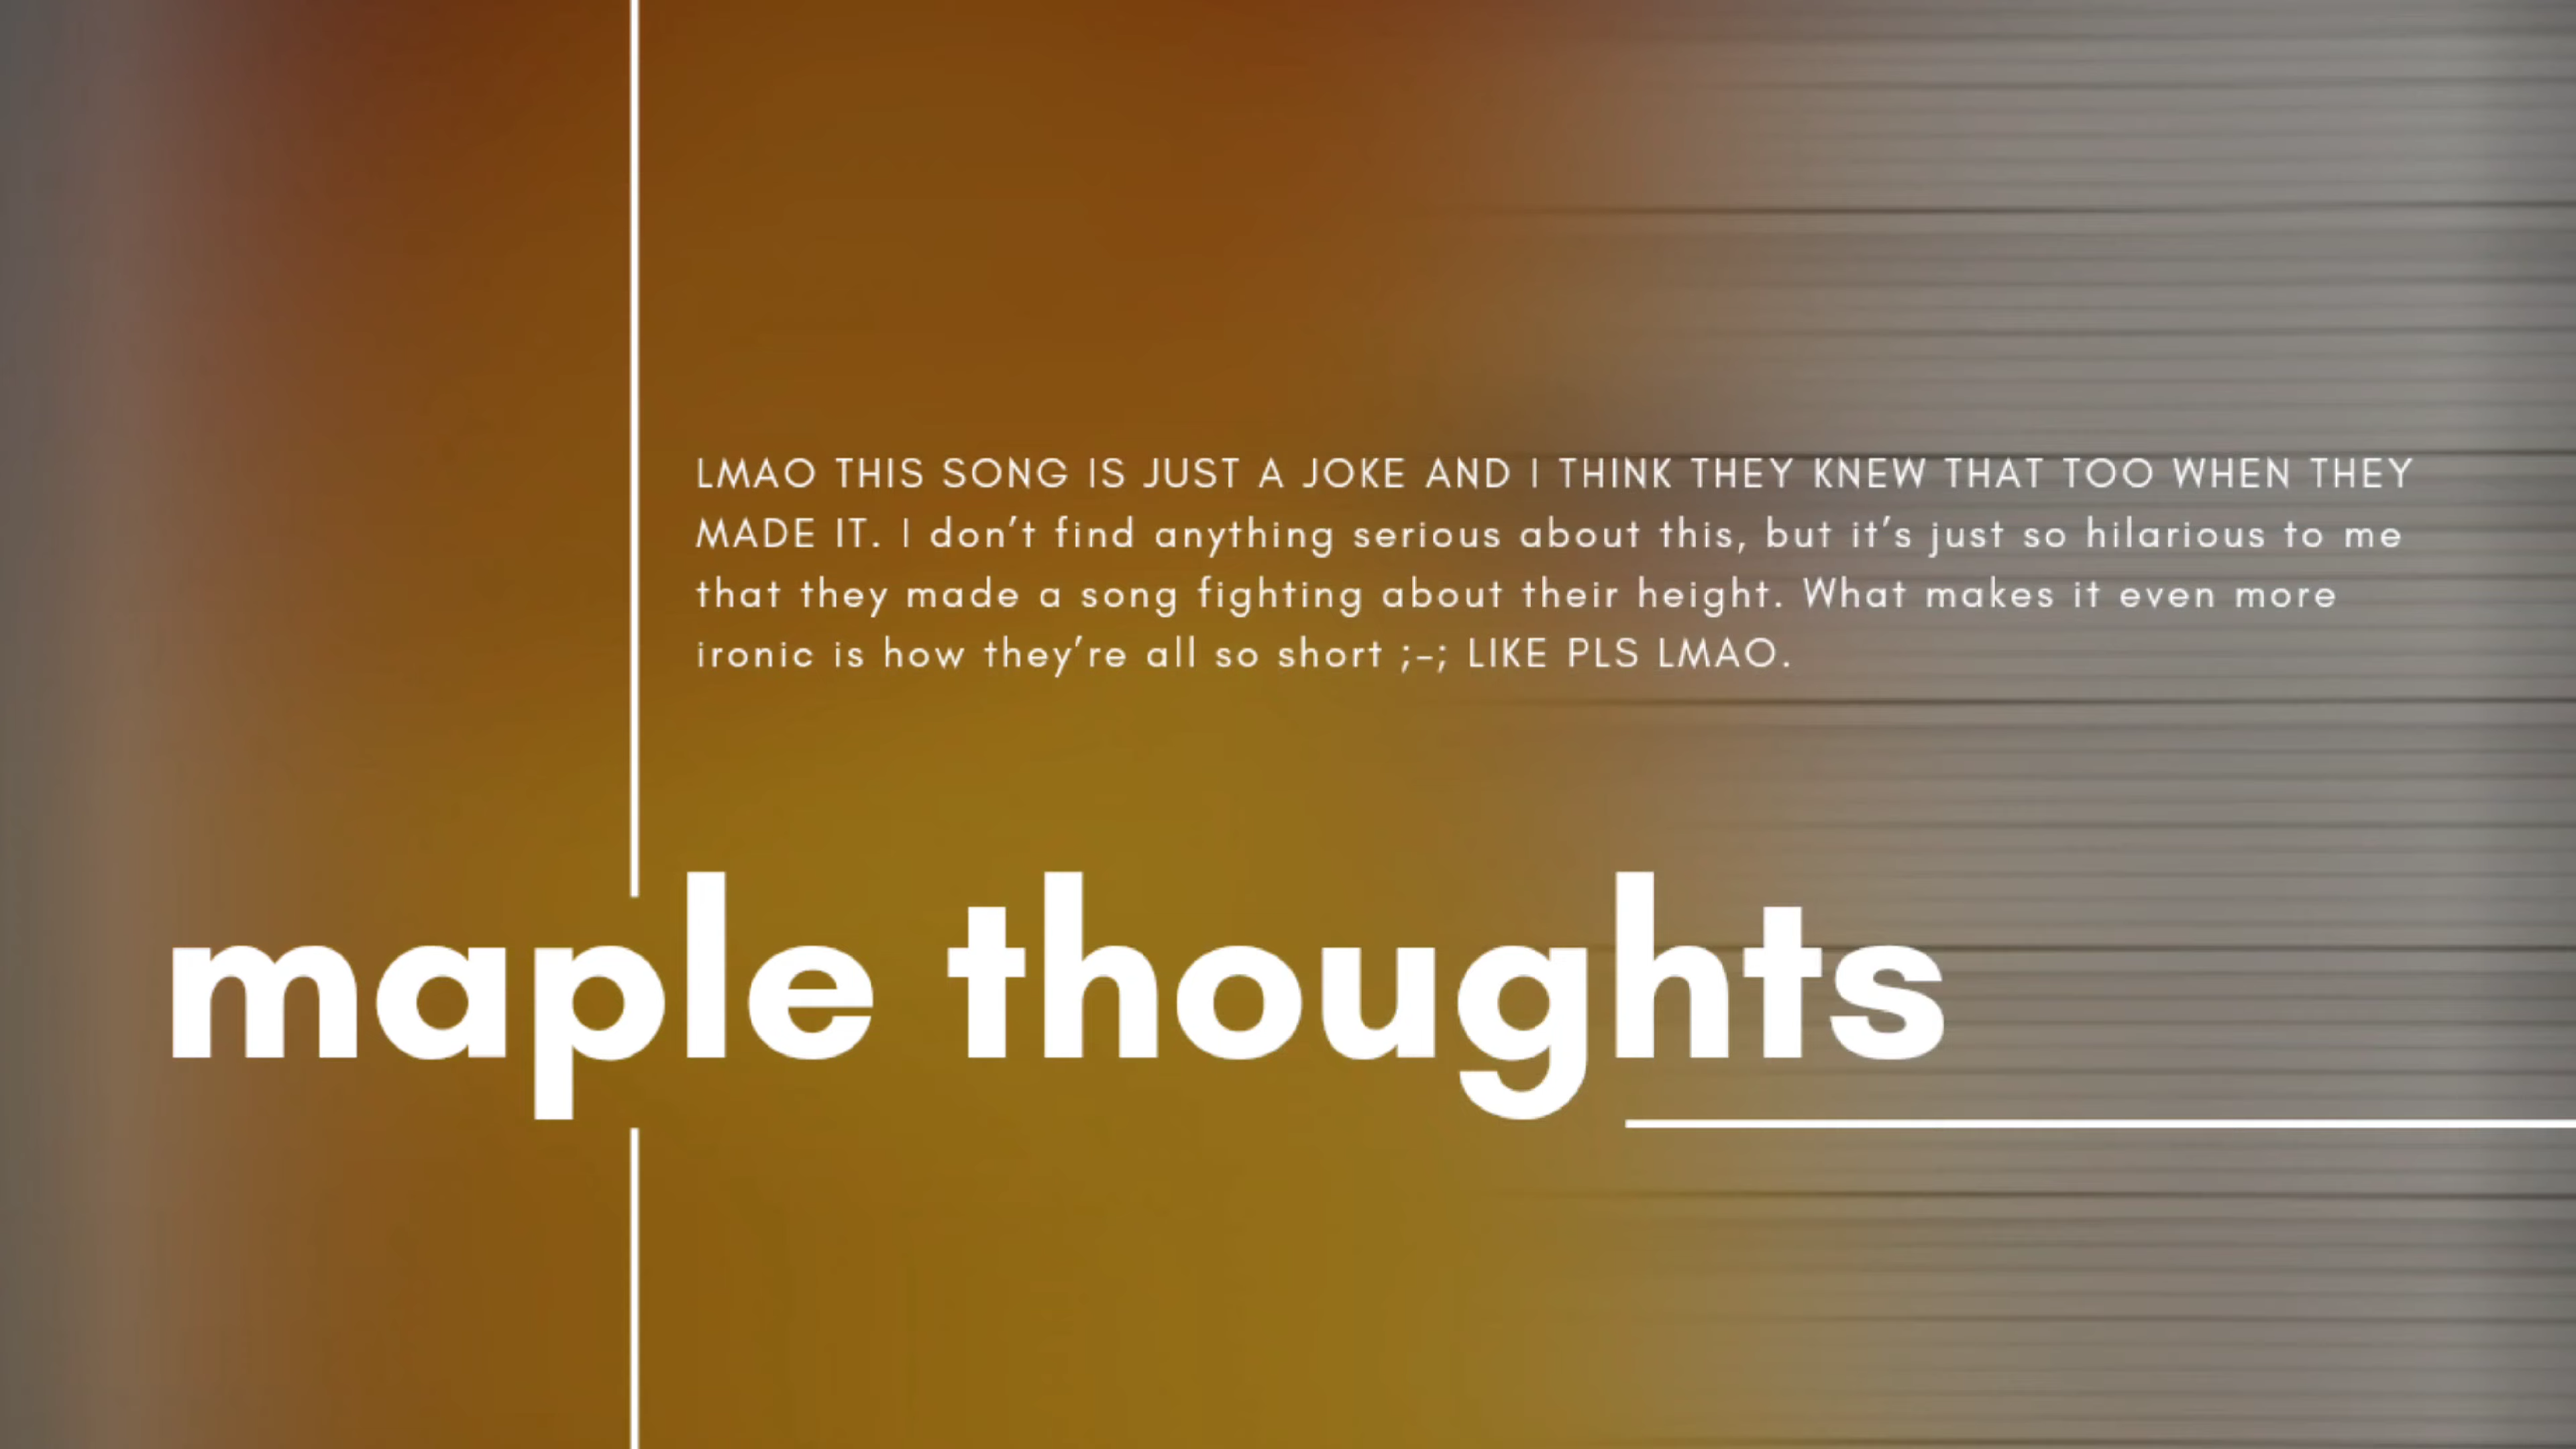 LMAO THIS SONG IS JUST A JOKE AND I THINK THEY KNEW THAT TOO WHEN THEY
MADE IT. I don’t find anything serious about this, but it’s just so hilarious to me
that they made a song fighting about their height. What makes it even more
ironic is how they’re all so short ;-; LIKE PLS LMAO.
maple thoughts